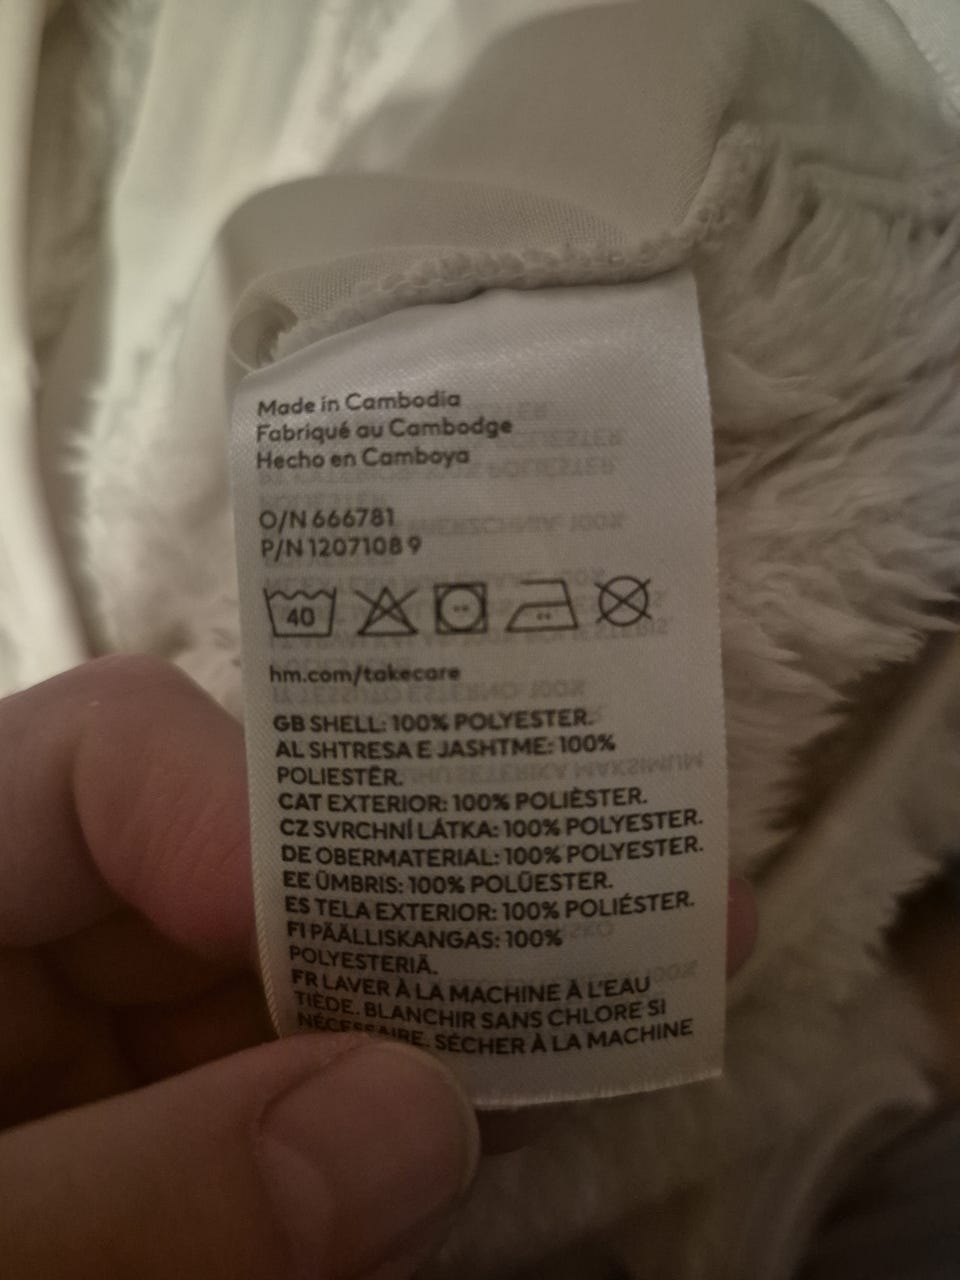 Made in Cambodia
Fabriqué au Cambodge
Hecho en Camboya
O/N 666781
P/N 1207108 9
40
hm.com/takecare
GB SHELL: 100% POLYESTER.
AL SHTRESA E JASHTME: 100%
POLIESTËR.
CAT EXTERIOR: 100% POLIÈSTER.
CZ SVRCHNÍ LÁTKA: 100% POLYESTER.
DE OBERMATERIAL: 100% POLYESTER.
EE ÜMBRIS: 100% POLÜESTER.
ES TELA EXTERIOR: 100% POLIÉSTER.
FI PÄÄLLISKANGAS: 100%
POLYESTERIÄ.
FR LAVER À LA MACHINE À L'EAU
TIÈDE. BLANCHIR SANS CHLORE SI
NÉCESSAIRE. SÉCHER À LA MACHINE